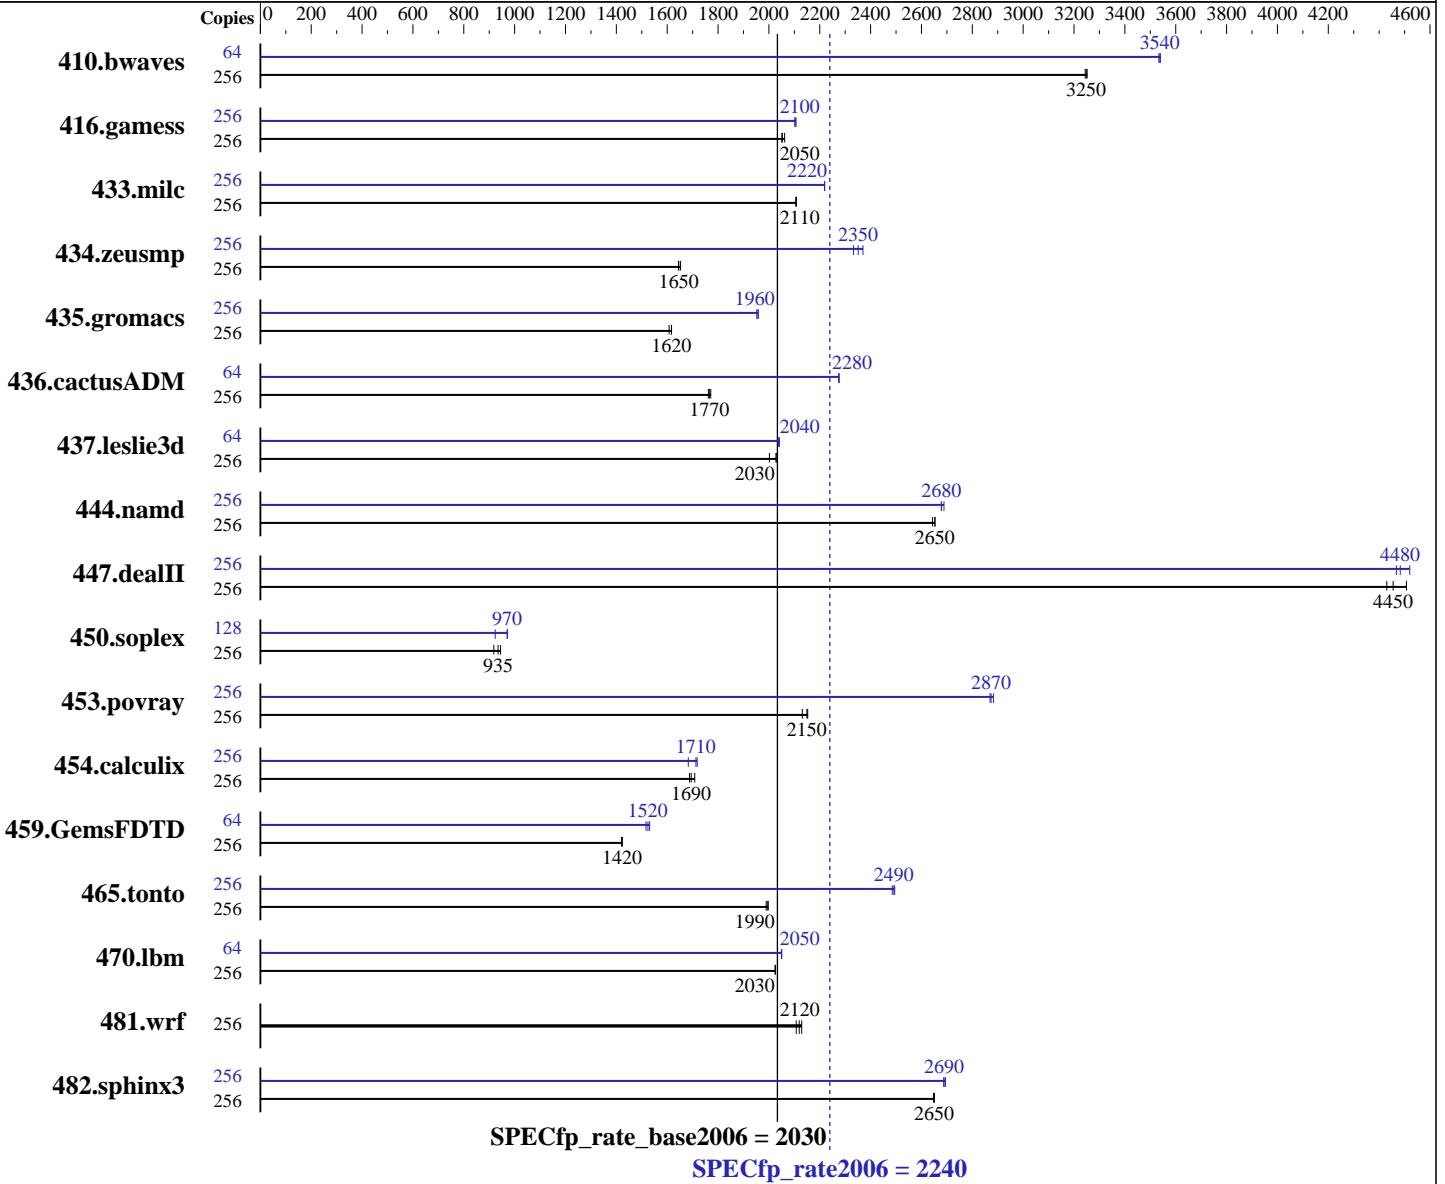 Copies 0 200 400 600 800 1000 1200 1400 1600 1800 2000 2200 2400 2600 2800 3000 3200 3400 3600 3800 4000 4200 4600
410.bwaves 64 3540
256 3250
416.gamess 256 2100
256 2050
433.milc 256 2220
256 2110
434.zeusmp 256 2350
256 1650
435.gromacs 256 1960
256 1620
436.cactusADM 64 2280
256 1770
437.leslie3d 64 2040
256 2030
444.namd 256 2680
256 2650
447.dealII 256 4480
256 4450
450.soplex 128 970
256 935
453.povray 256 2870
256 2150
454.calculix 256 1710
256 1690
459.GemsFDTD 64 1520
256 1420
465.tonto 256 2490
256 1990
470.lbm 64 2050
256 2030
481.wrf 256 2120
482.sphinx3 256 2690
256 2650
SPECfp_rate_base2006 = 2030
SPECfp_rate2006 = 2240